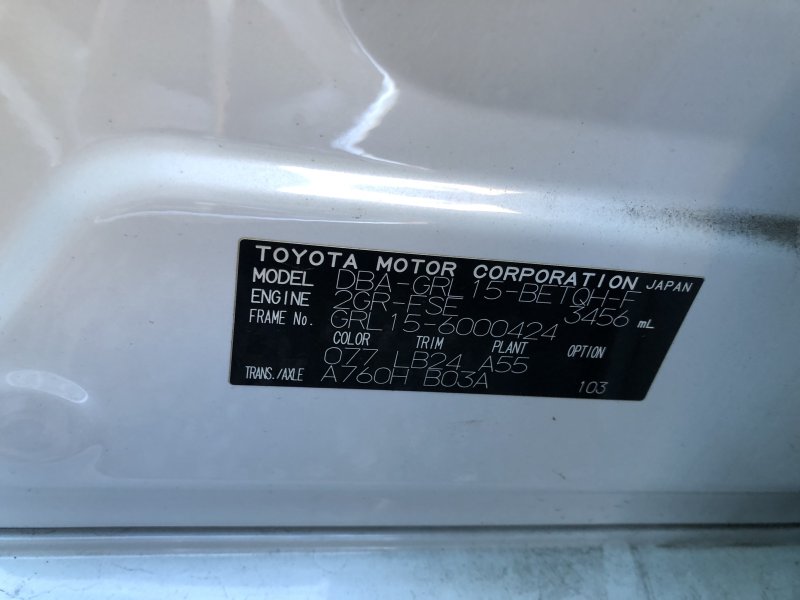 TOYOTA MOTOR CORPORATION JAPAN
MODEL DBA-GRL15-BETQH-F
ENGINE 2GR-FSE 3456 mL
FRAME No. GRL15-6000424
COLOR TRIM PLANT OPTION
077 LB24 A55
TRANS./AXLE A760H B03A 103